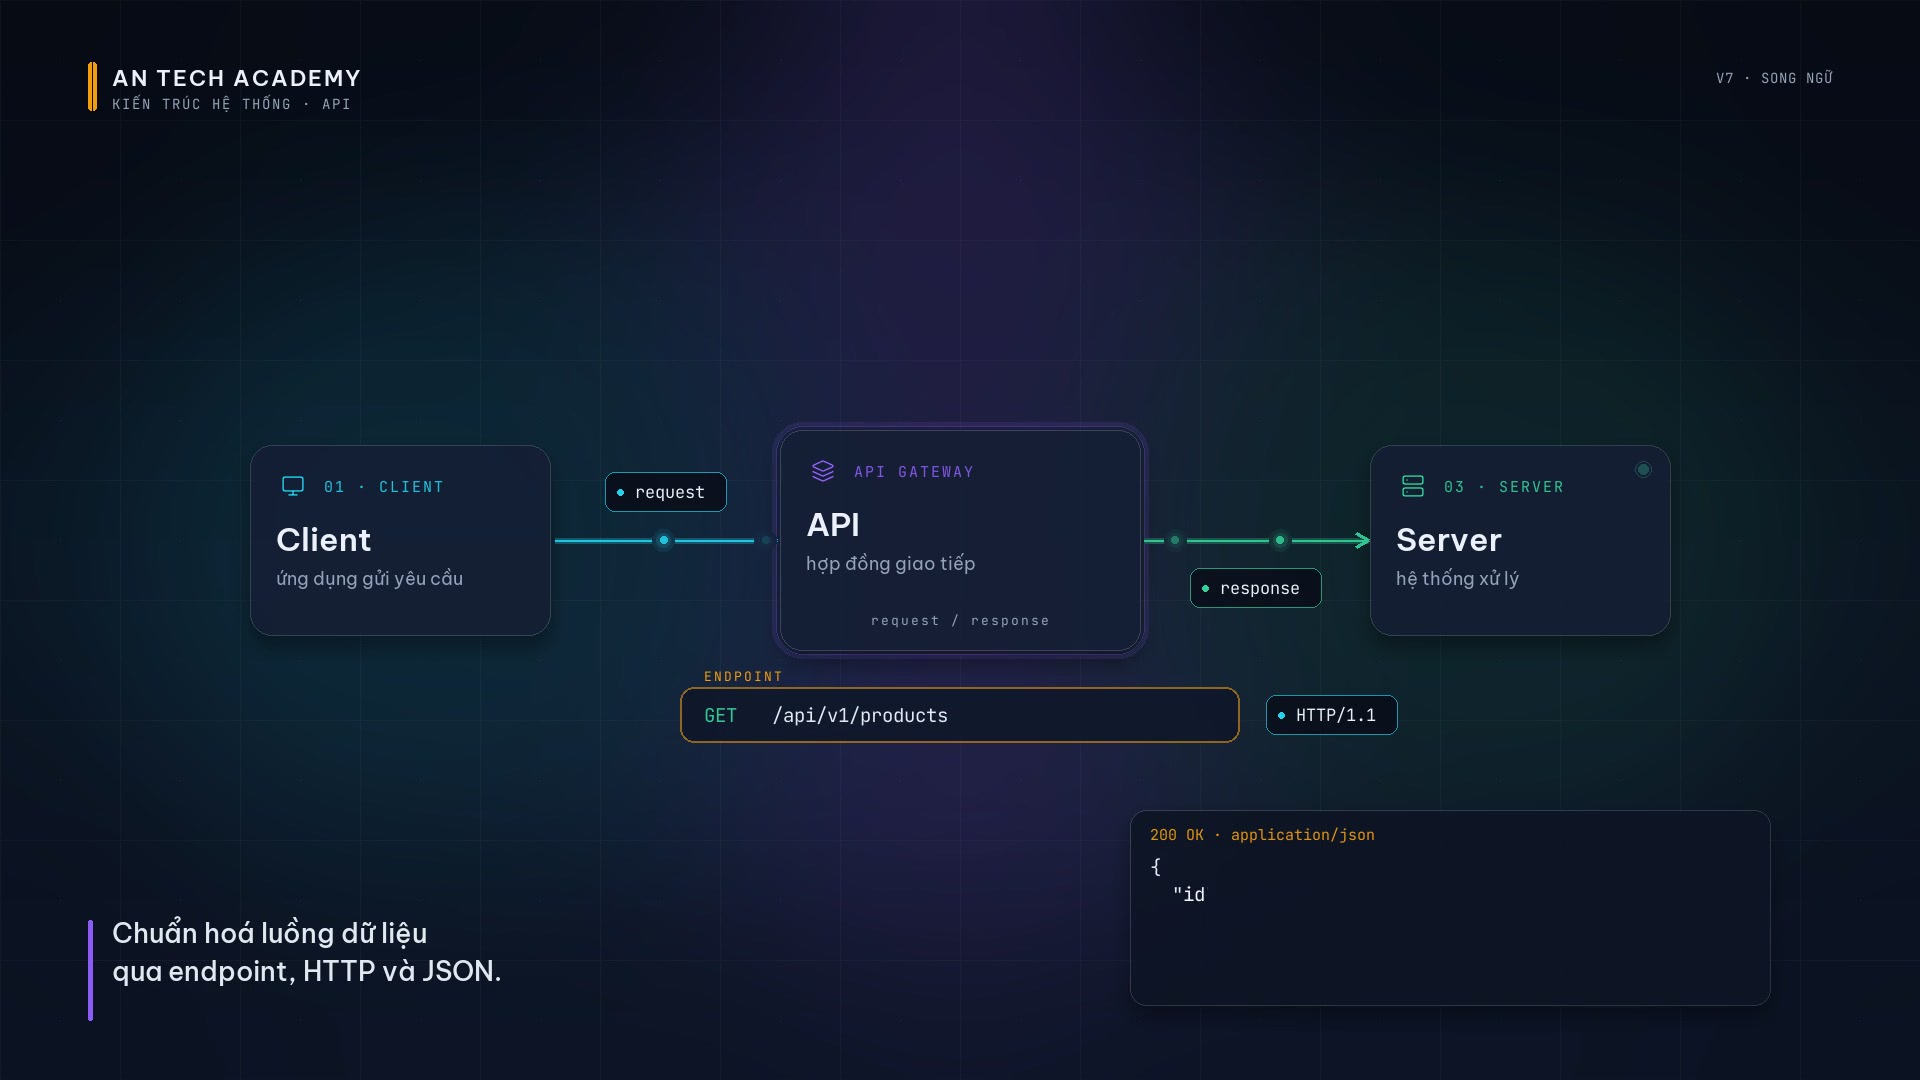 AN TECH ACADEMY
KIẾN TRÚC HỆ THỐNG · API
V7 · SONG NGỮ
01 · CLIENT
Client
ứng dụng gửi yêu cầu
request
API GATEWAY
API
hợp đồng giao tiếp
request / response
response
03 · SERVER
Server
hệ thống xử lý
ENDPOINT
GET /api/v1/products
HTTP/1.1
200 OK · application/json
{
"id
Chuẩn hoá luồng dữ liệu
qua endpoint, HTTP và JSON.